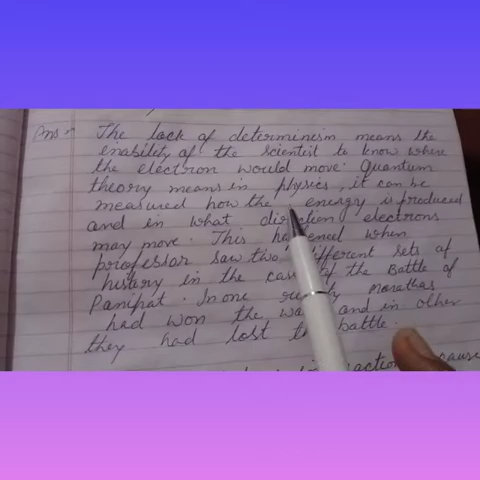 Ans:-
The lack of determinesm means the
inability of the scientist to know where
the electron would move. Quantum
theory means in physics, it can be
measured how the energy is produced
and in what direction electrons
may move. This happened when
professor saw two different sets of
history in the case of the Battle of
Panipat. In one marathas
had won the war and in other
they had lost the battle.